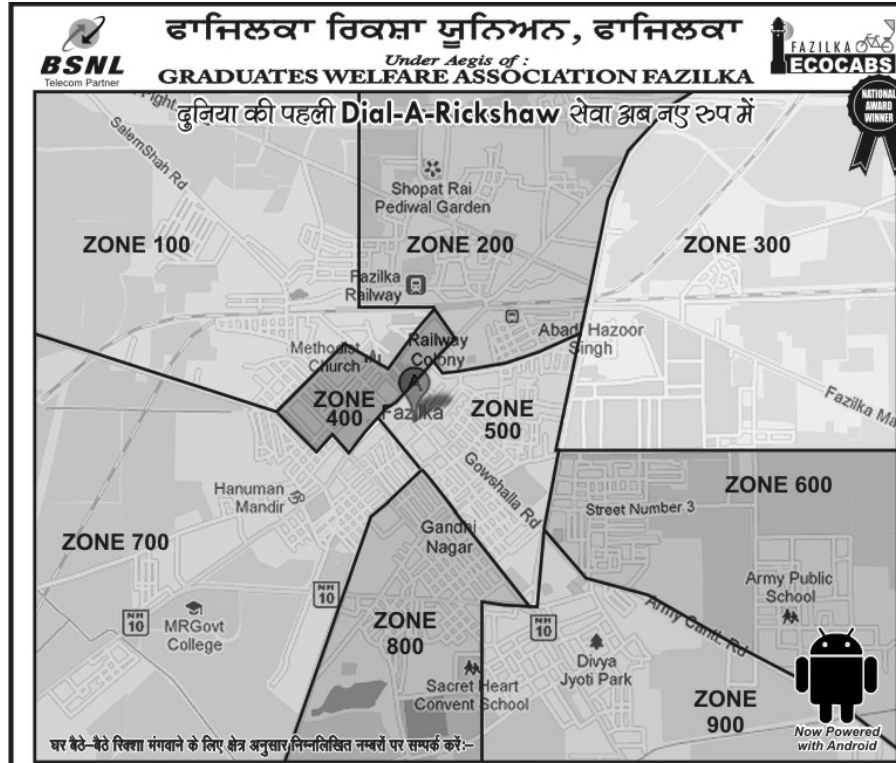 BSNL
Telecom Partner
ਫਾਜਿਲਕਾ ਰਿਕਸ਼ਾ ਯੂਨਿਅਨ, ਫਾਜਿਲਕਾ
Under Aegis of :
GRADUATES WELFARE ASSOCIATION FAZILKA
FAZILKA
ECOCABS
NATIONAL
AWARD
WINNER
दुनिया की पहली Dial-A-Rickshaw सेवा अब नए रूप में
SalemShah Rd
Shopat Rai
Pediwal Garden
ZONE 100
ZONE 200
ZONE 300
Fazilka
Railway
Railway
Colony
Abadi Hazoor
Singh
Methodist
Church
A
ZONE
400
Fazilka
ZONE
500
Fazilka
Gowshalla Rd
Hanuman
Mandir
ZONE 600
Street Number 3
Gandhi
Nagar
ZONE 700
Army Public
School
NH
10
NH
10
MRGovt
College
ZONE
800
NH
10
Army Cantt. Rd
Divya
Jyoti Park
Sacret Heart
Convent School
ZONE
900
Now Powered
with Android
घर बैठे-बैठे रिक्शा मंगवाने के लिए क्षेत्र अनुसार निम्नलिखित नम्बरों पर सम्पर्क करें:-